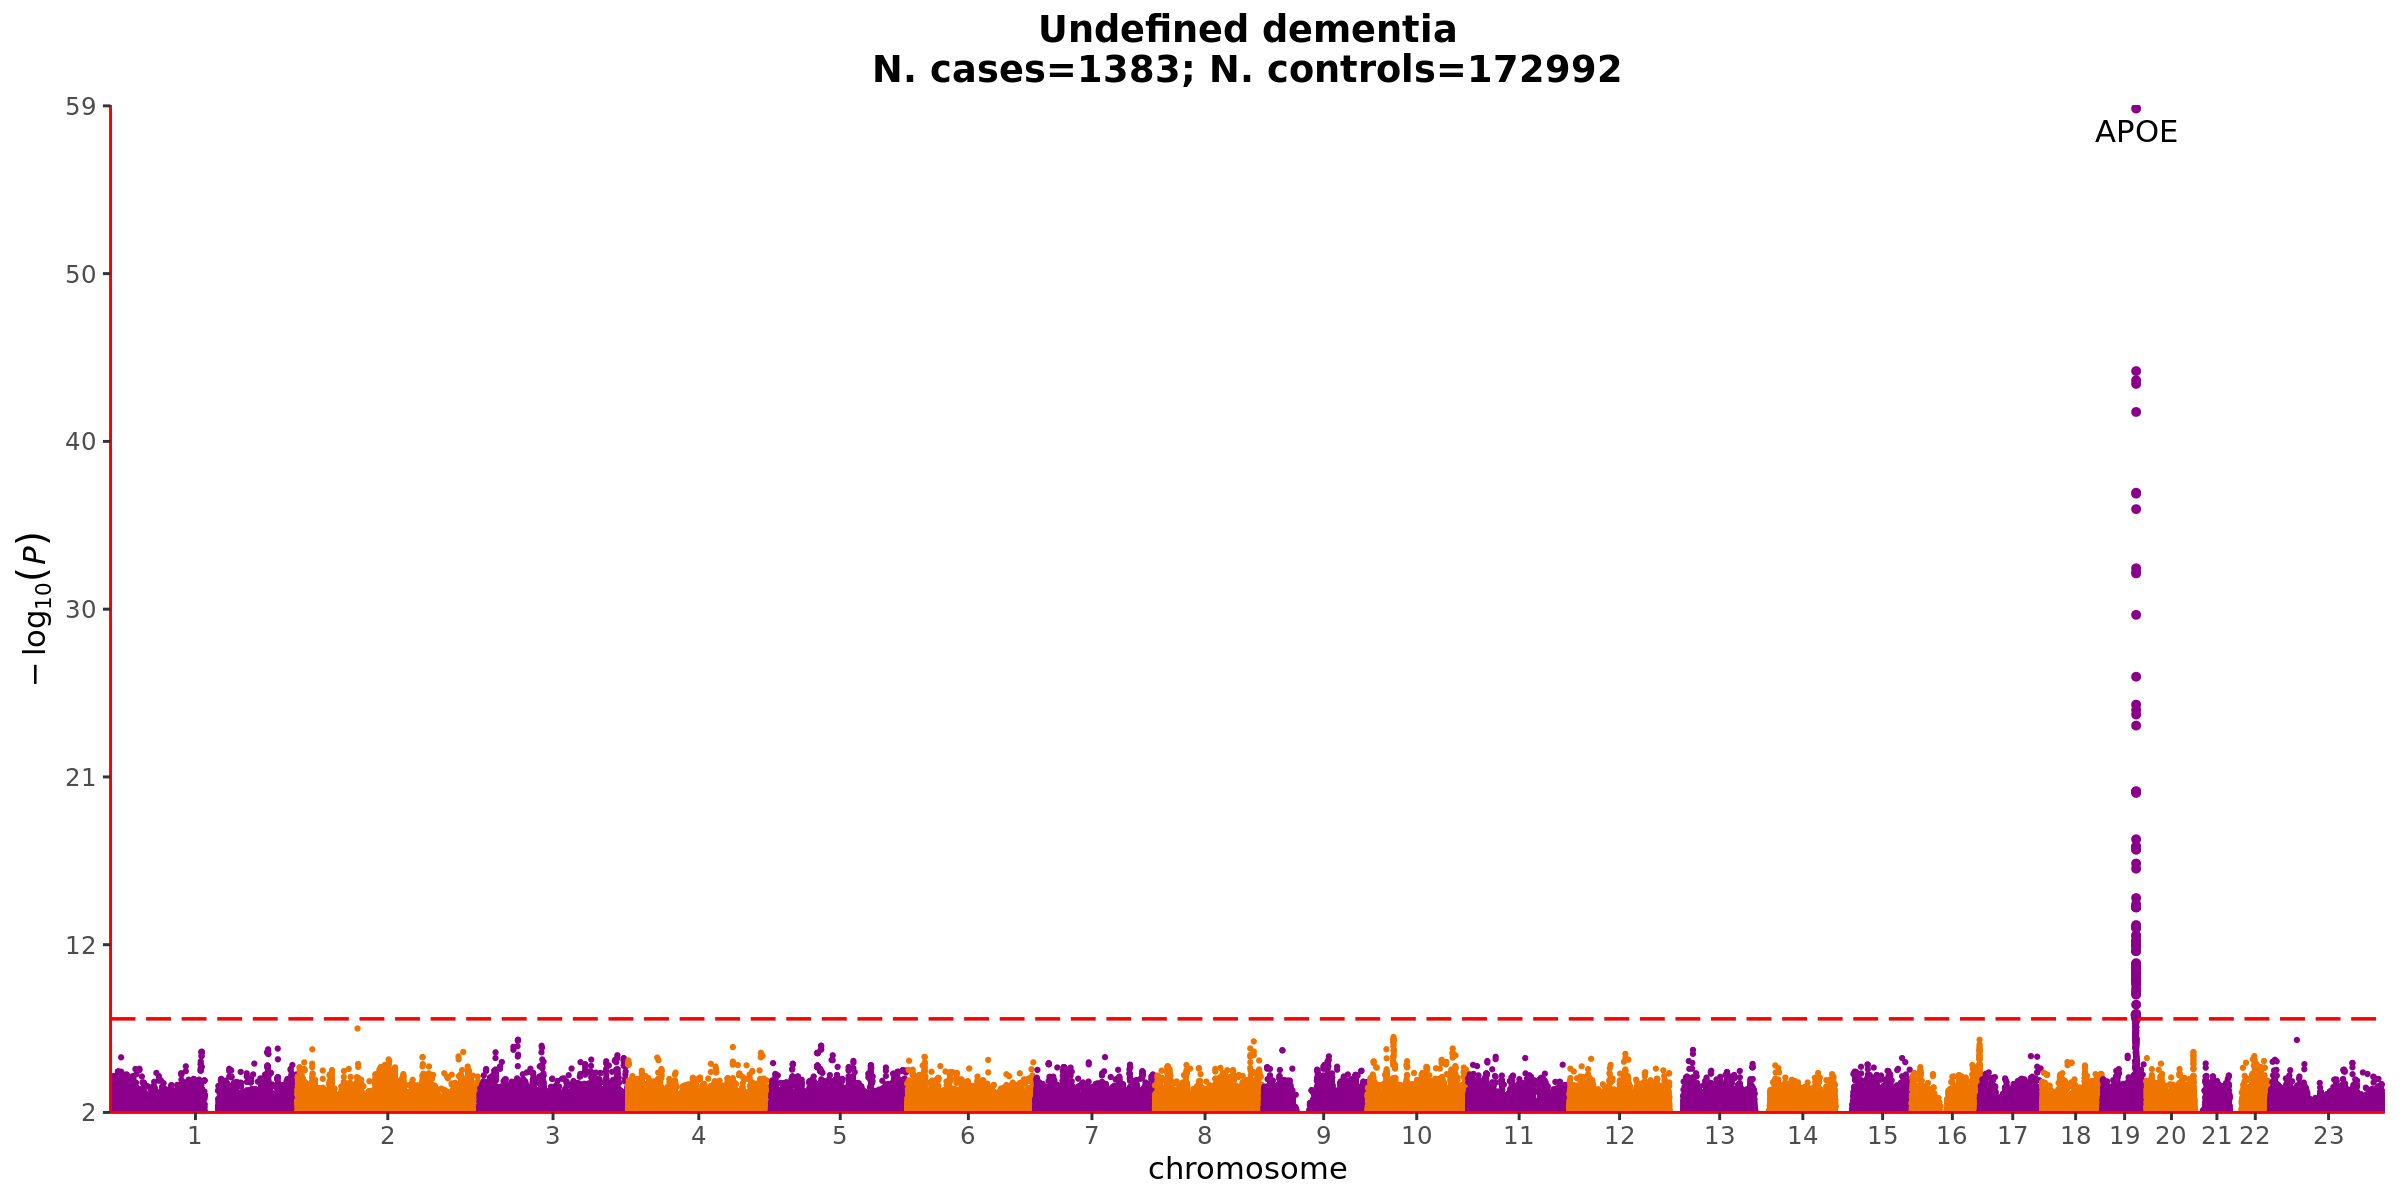 Undefined dementia
N. cases=1383; N. controls=172992
59
APOE
50
40
30
21
12
2
− log10(P)
1 2 3 4 5 6 7 8 9 10 11 12 13 14 15 16 17 18 19 20 21 22 23
chromosome